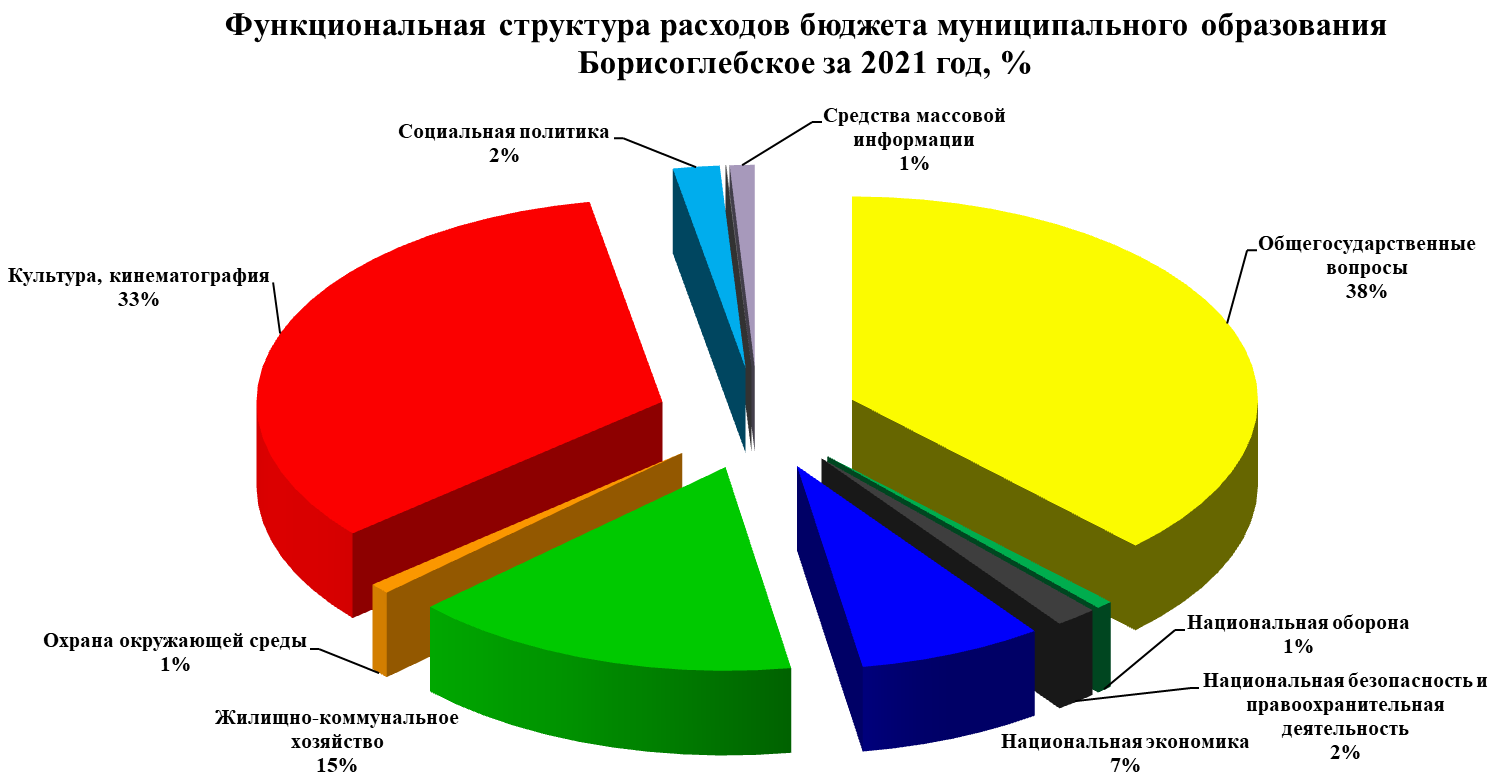 Функциональная структура расходов бюджета муниципального образования
Борисоглебское за 2021 год, %
Средства массовой
информации
1%
Социальная политика
2%
Общегосударственные
вопросы
38%
Культура, кинематография
33%
Национальная оборона
1%
Охрана окружающей среды
1%
Национальная безопасность и
правоохранительная
деятельность
2%
Жилищно-коммунальное
хозяйство
15%
Национальная экономика
7%